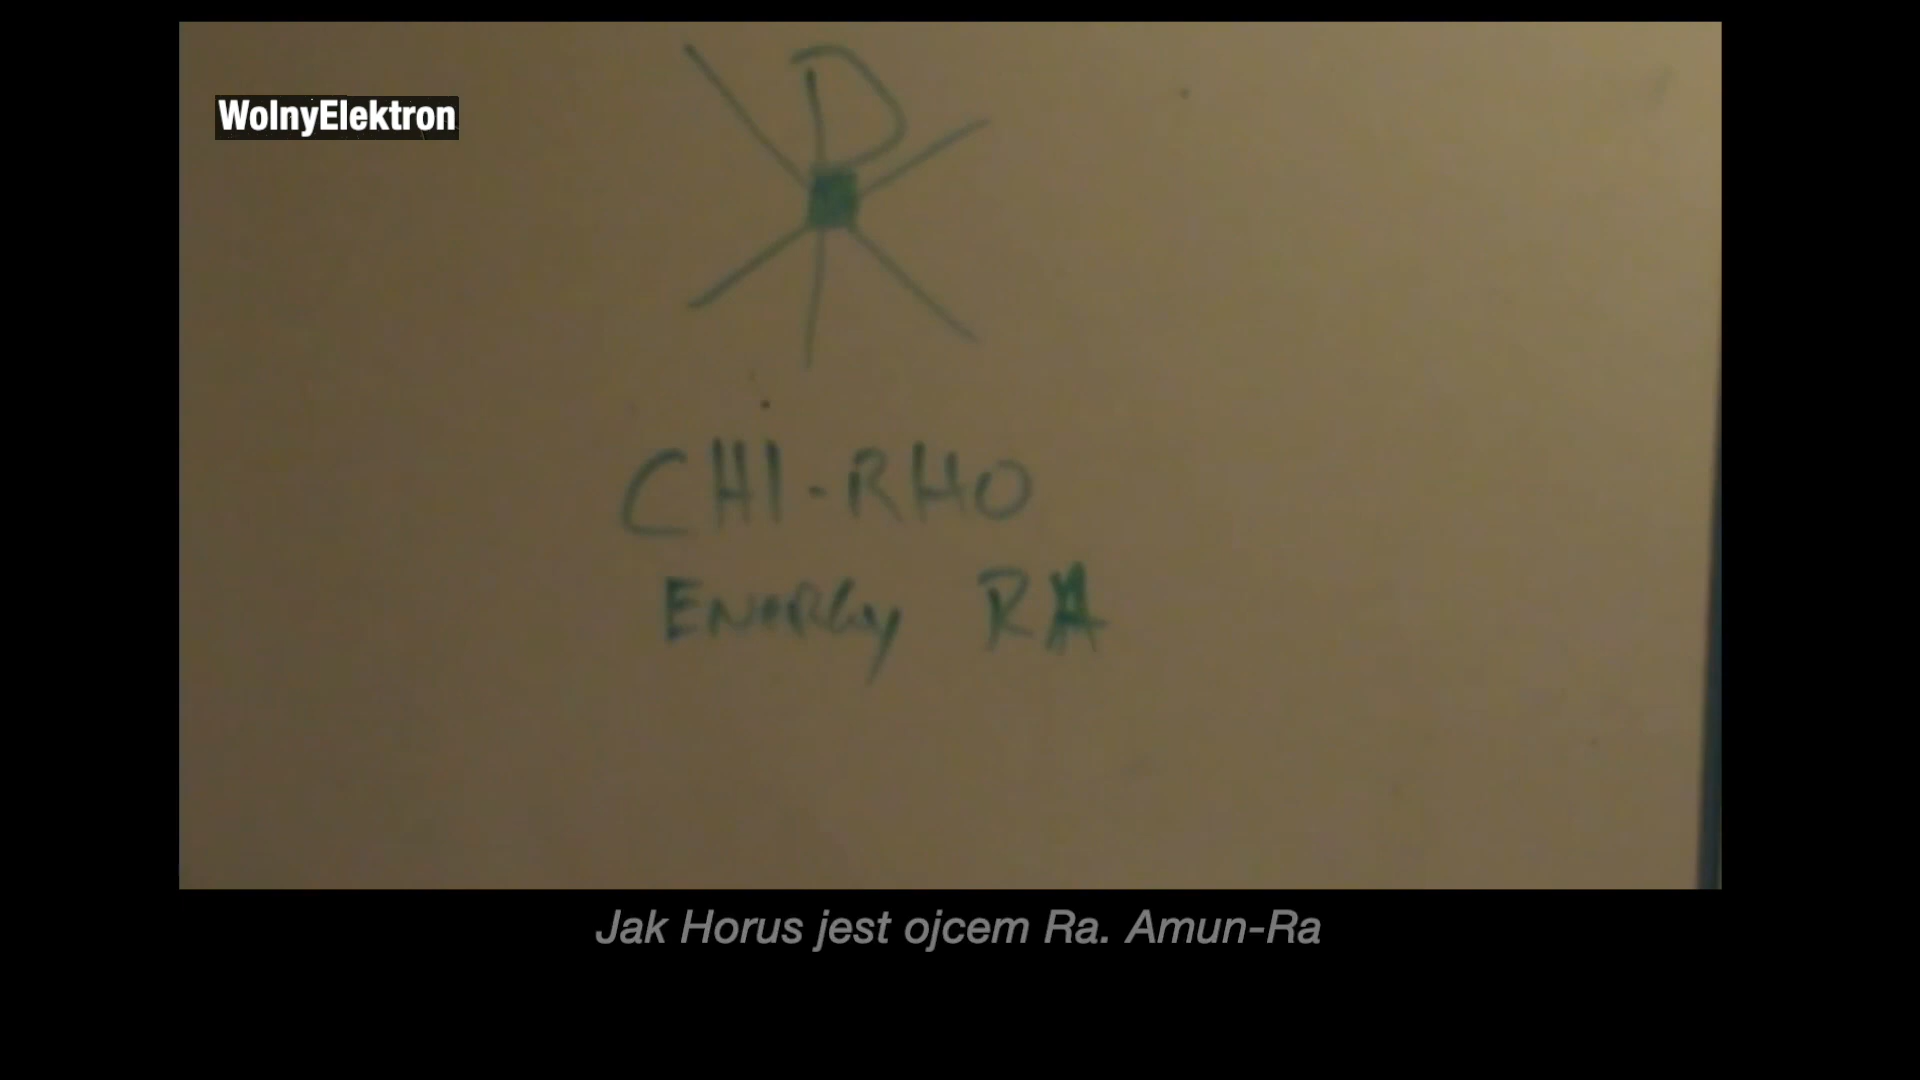 WolnyElektron
P
CHI-RHO
ENERGY RA
Jak Horus jest ojcem Ra. Amun-Ra